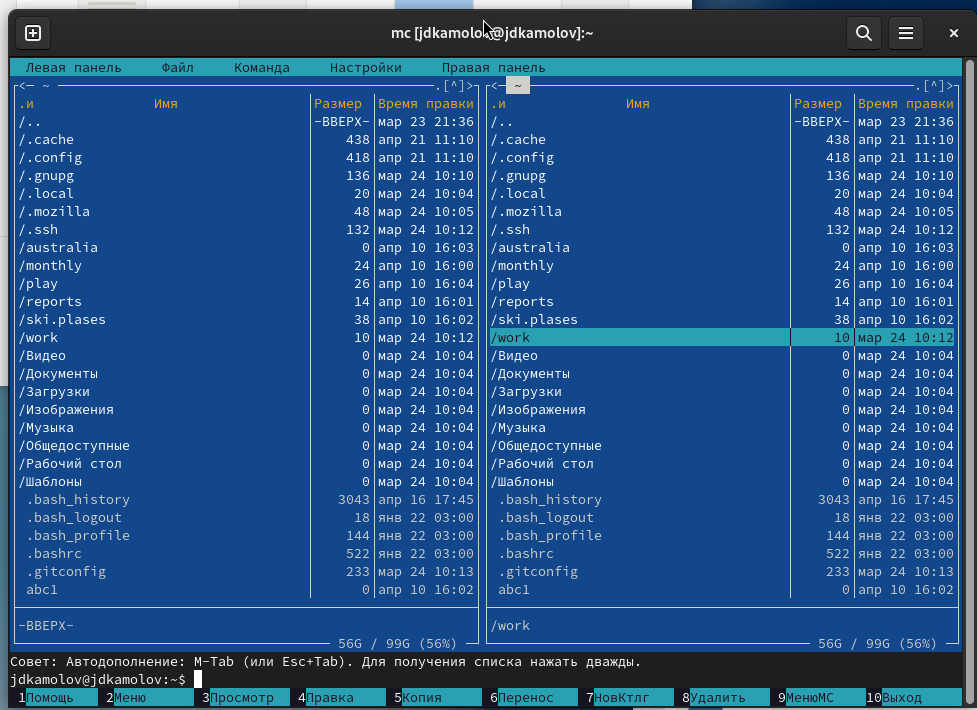 mc [jdkamolov@jdkamolov]:~
Левая панель Файл Команда Настройки Правая панель
<─ ~ .[^]> <─ ~ .[^]>
.и Имя Размер Время правки .и Имя Размер Время правки
/.. -ВВЕРХ- мар 23 21:36 /.. -ВВЕРХ- мар 23 21:36
/.cache 438 апр 21 11:10 /.cache 438 апр 21 11:10
/.config 418 апр 21 11:10 /.config 418 апр 21 11:10
/.gnupg 136 мар 24 10:10 /.gnupg 136 мар 24 10:10
/.local 20 мар 24 10:04 /.local 20 мар 24 10:04
/.mozilla 48 мар 24 10:05 /.mozilla 48 мар 24 10:05
/.ssh 132 мар 24 10:12 /.ssh 132 мар 24 10:12
/australia 0 апр 10 16:03 /australia 0 апр 10 16:03
/monthly 24 апр 10 16:00 /monthly 24 апр 10 16:00
/play 26 апр 10 16:04 /play 26 апр 10 16:04
/reports 14 апр 10 16:01 /reports 14 апр 10 16:01
/ski.plases 38 апр 10 16:02 /ski.plases 38 апр 10 16:02
/work 10 мар 24 10:12 /work 10 мар 24 10:12
/Видео 0 мар 24 10:04 /Видео 0 мар 24 10:04
/Документы 0 мар 24 10:04 /Документы 0 мар 24 10:04
/Загрузки 0 мар 24 10:04 /Загрузки 0 мар 24 10:04
/Изображения 0 мар 24 10:04 /Изображения 0 мар 24 10:04
/Музыка 0 мар 24 10:04 /Музыка 0 мар 24 10:04
/Общедоступные 0 мар 24 10:04 /Общедоступные 0 мар 24 10:04
/Рабочий стол 0 мар 24 10:04 /Рабочий стол 0 мар 24 10:04
/Шаблоны 0 мар 24 10:04 /Шаблоны 0 мар 24 10:04
.bash_history 3043 апр 16 17:45 .bash_history 3043 апр 16 17:45
.bash_logout 18 янв 22 03:00 .bash_logout 18 янв 22 03:00
.bash_profile 144 янв 22 03:00 .bash_profile 144 янв 22 03:00
.bashrc 522 янв 22 03:00 .bashrc 522 янв 22 03:00
.gitconfig 233 мар 24 10:13 .gitconfig 233 мар 24 10:13
abc1 0 апр 10 16:02 abc1 0 апр 10 16:02
-ВВЕРХ- /work
56G / 99G (56%) 56G / 99G (56%)
Совет: Автодополнение: M-Tab (или Esc+Tab). Для получения списка нажать дважды.
jdkamolov@jdkamolov:~$
1Помощь 2Меню 3Просмотр 4Правка 5Копия 6Перенос 7НовКтлг 8Удалить 9МенюМС 10Выход